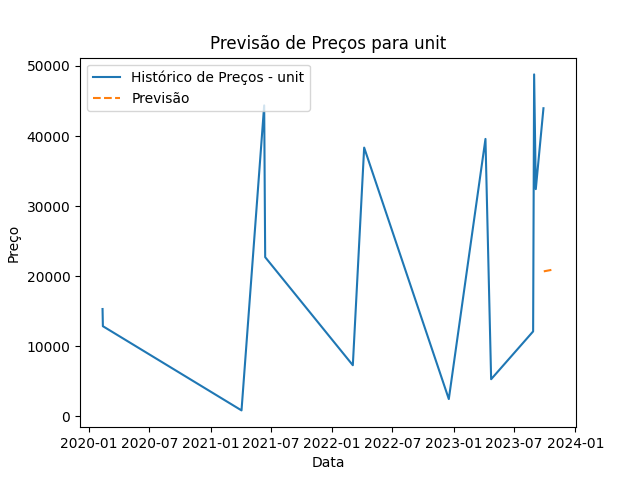 Previsão de Preços para unit
Histórico de Preços - unit
Previsão
Preço
50000
40000
30000
20000
10000
0
2020-01 2020-07 2021-01 2021-07 2022-01 2022-07 2023-01 2023-07 2024-01
Data